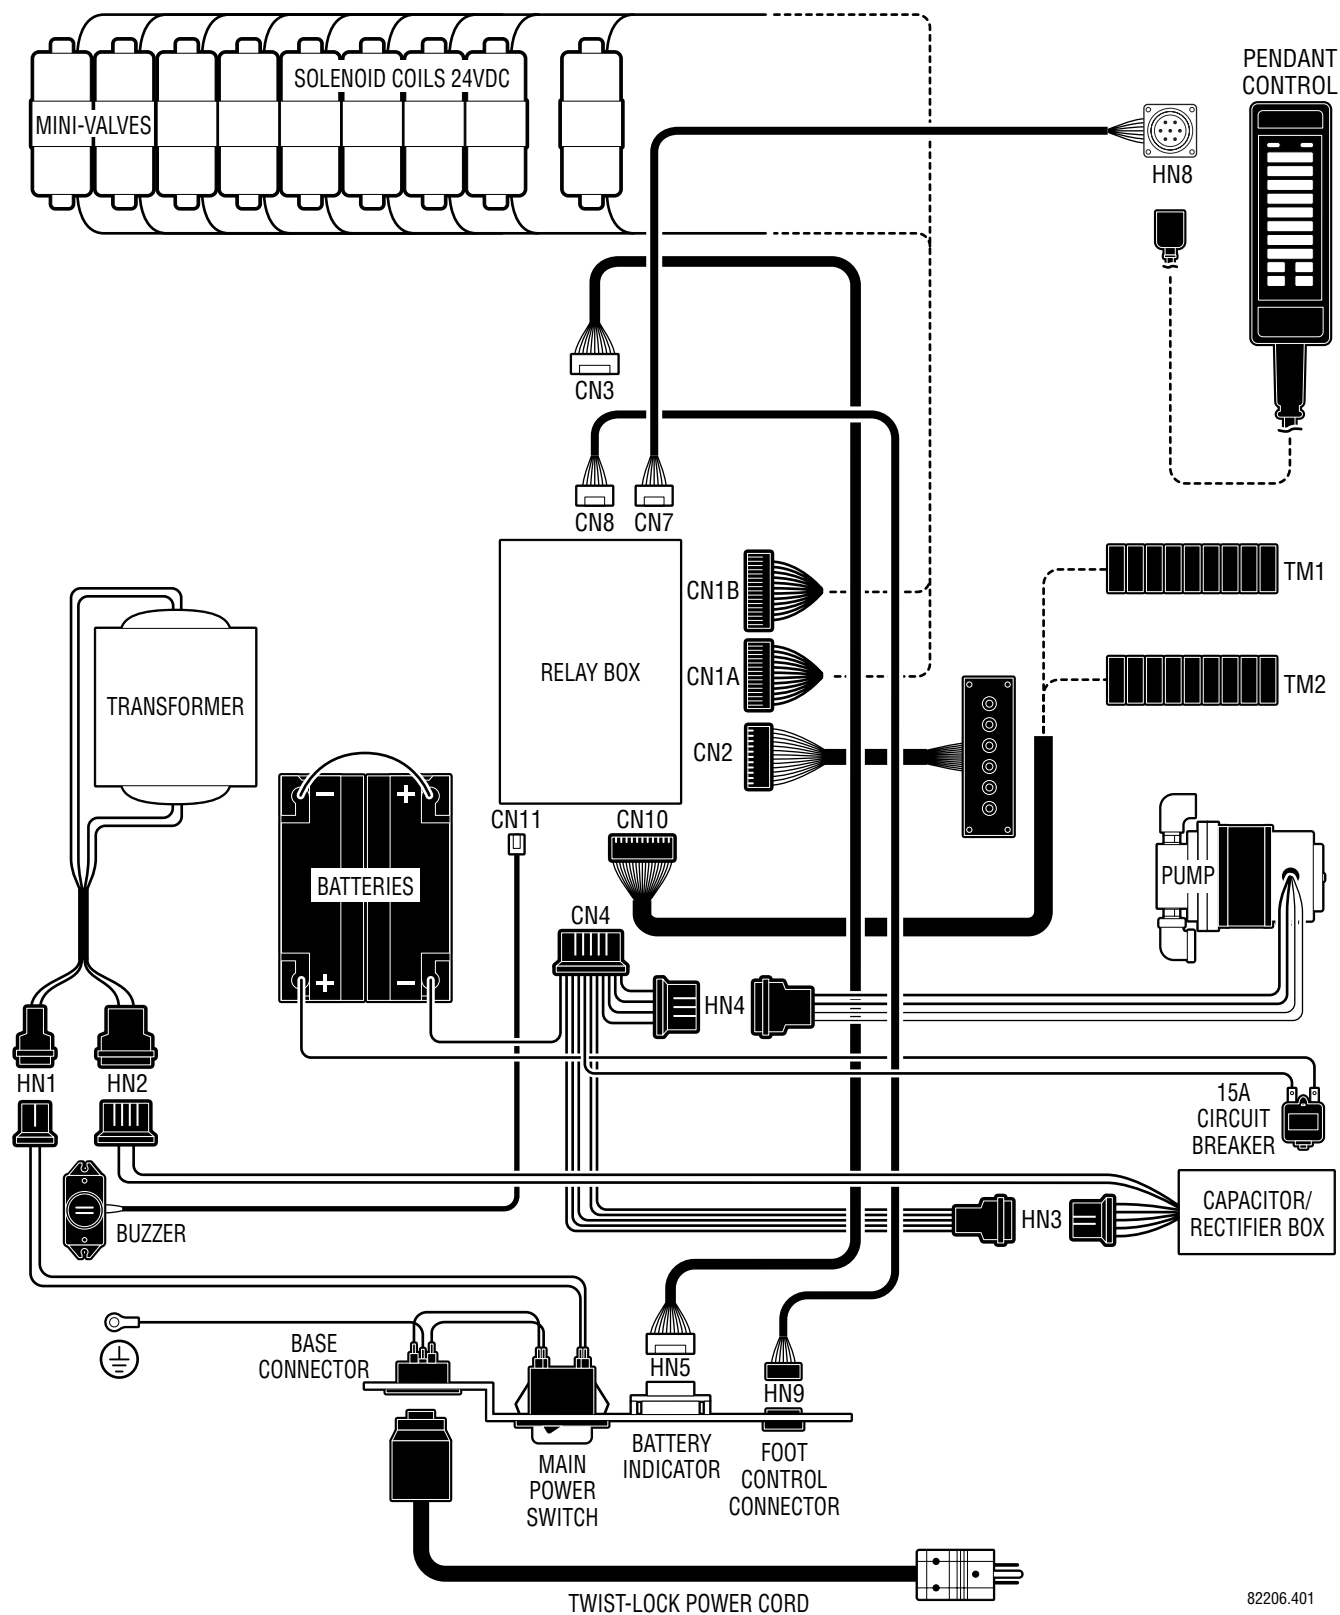 SOLENOID COILS 24VDC
MINI-VALVES
PENDANT
CONTROL
HN8
CN3
CN8
CN7
CN1B
TM1
RELAY BOX
CN1A
TM2
TRANSFORMER
CN2
CN11
CN10
BATTERIES
PUMP
CN4
HN4
HN1
HN2
15A
CIRCUIT
BREAKER
BUZZER
HN3
CAPACITOR/
RECTIFIER BOX
BASE
CONNECTOR
HN5
HN9
MAIN
POWER
SWITCH
BATTERY
INDICATOR
FOOT
CONTROL
CONNECTOR
TWIST-LOCK POWER CORD
82206.401